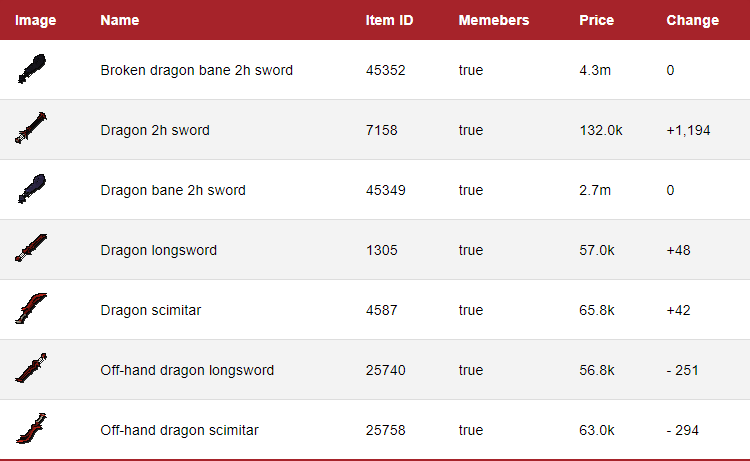 Image Name Item ID Memebers Price Change
Broken dragon bane 2h sword 45352 true 4.3m 0
Dragon 2h sword 7158 true 132.0k +1,194
Dragon bane 2h sword 45349 true 2.7m 0
Dragon longsword 1305 true 57.0k +48
Dragon scimitar 4587 true 65.8k +42
Off-hand dragon longsword 25740 true 56.8k - 251
Off-hand dragon scimitar 25758 true 63.0k - 294